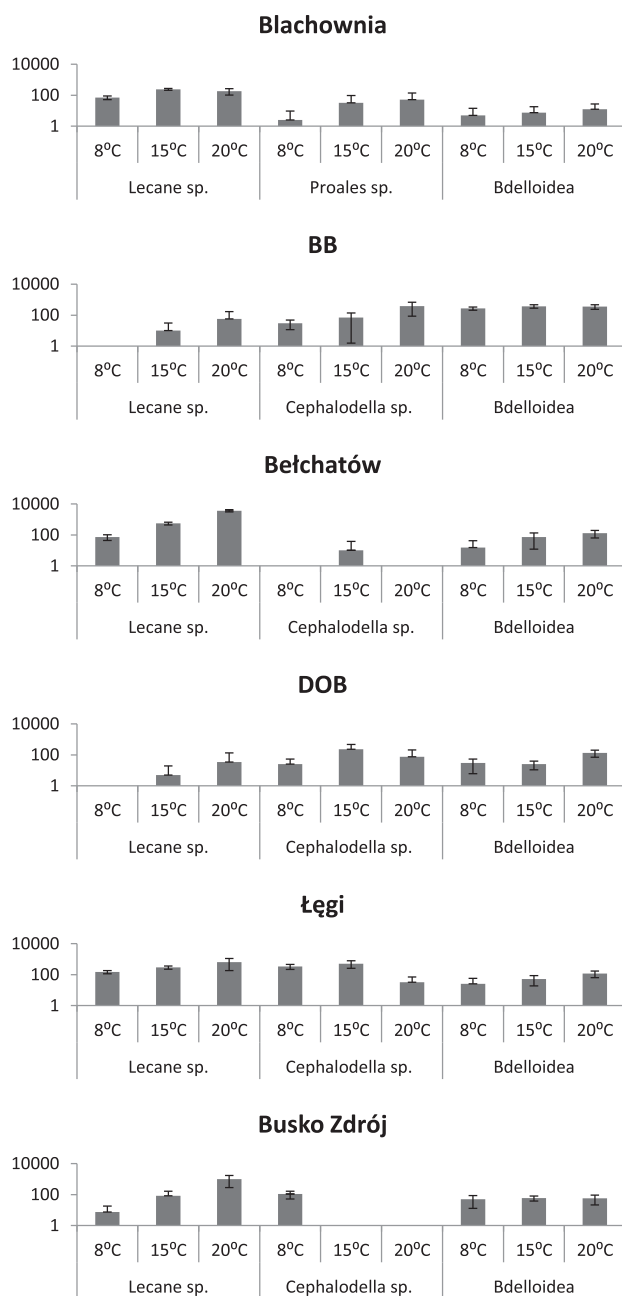 Blachownia
10000
100
1
8⁰C 15⁰C 20⁰C 8⁰C 15⁰C 20⁰C 8⁰C 15⁰C 20⁰C
Lecane sp. Proales sp. Bdelloidea
BB
10000
100
1
8⁰C 15⁰C 20⁰C 8⁰C 15⁰C 20⁰C 8⁰C 15⁰C 20⁰C
Lecane sp. Cephalodella sp. Bdelloidea
Bełchatów
10000
100
1
8⁰C 15⁰C 20⁰C 8⁰C 15⁰C 20⁰C 8⁰C 15⁰C 20⁰C
Lecane sp. Cephalodella sp. Bdelloidea
DOB
10000
100
1
8⁰C 15⁰C 20⁰C 8⁰C 15⁰C 20⁰C 8⁰C 15⁰C 20⁰C
Lecane sp. Cephalodella sp. Bdelloidea
Łęgi
10000
100
1
8⁰C 15⁰C 20⁰C 8⁰C 15⁰C 20⁰C 8⁰C 15⁰C 20⁰C
Lecane sp. Cephalodella sp. Bdelloidea
Busko Zdrój
10000
100
1
8⁰C 15⁰C 20⁰C 8⁰C 15⁰C 20⁰C 8⁰C 15⁰C 20⁰C
Lecane sp. Cephalodella sp. Bdelloidea